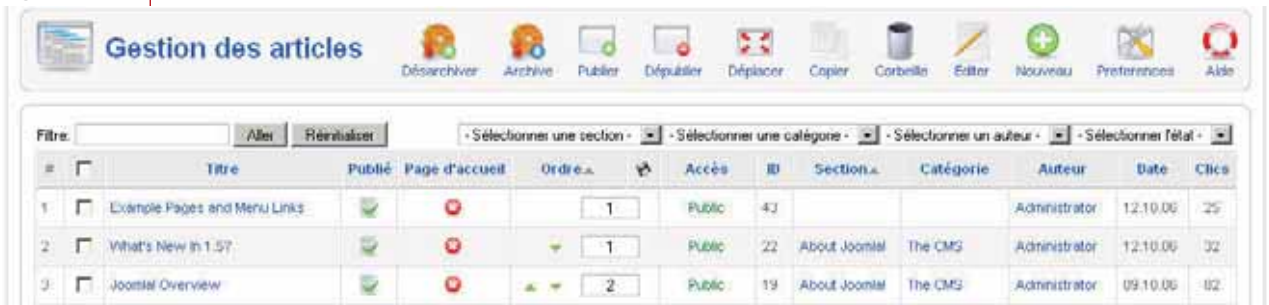 Gestion des articles
Désarchiver Archive Publier Dépublier Déplacer Copier Corbeille Editer Nouveau Preferences Aide
Filtre: Aller Réinitialiser - Sélectionner une section - - Sélectionner une catégorie - - Sélectionner un auteur - - Sélectionner l'état -
# Titre Publié Page d'accueil Ordre Accès ID Section Catégorie Auteur Date Clics
1 Example Pages and Menu Links 1 Public 43 Administrator 12.10.06 25
2 What's New in 1.5? 1 Public 22 About Joomla! The CMS Administrator 12.10.06
3 Joomla! Overview 2 Public 19 About Joomla! The CMS Administrator 09.10.06